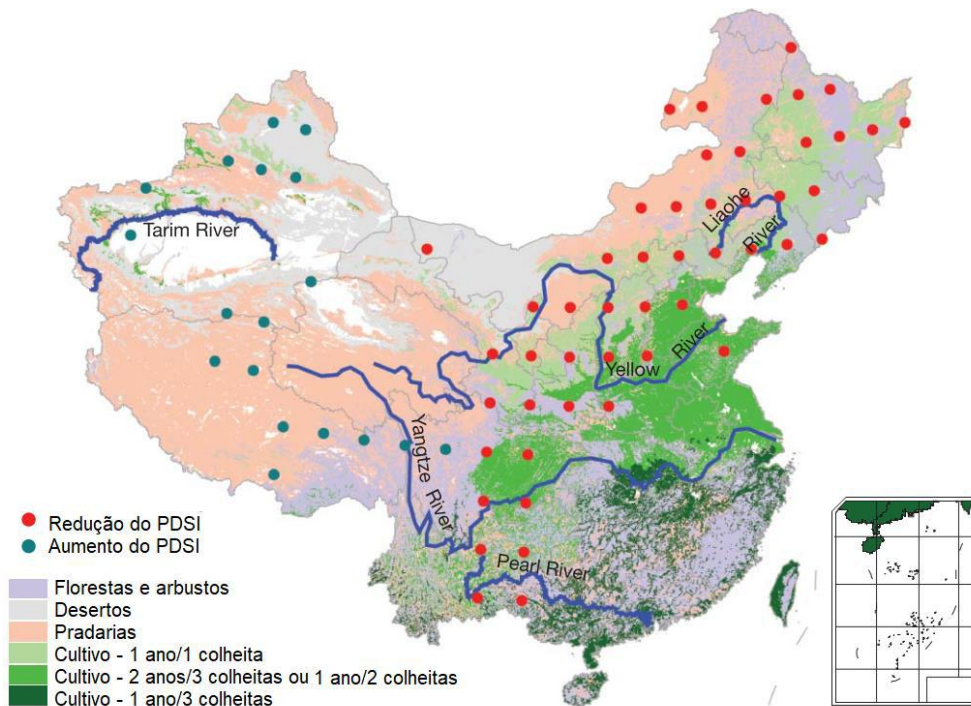 Tarim River
Liaohe
River
Yellow River
Yangtze River
Pearl River
Redução do PDSI
Aumento do PDSI
Florestas e arbustos
Desertos
Pradarias
Cultivo - 1 ano/1 colheita
Cultivo - 2 anos/3 colheitas ou 1 ano/2 colheitas
Cultivo - 1 ano/3 colheitas